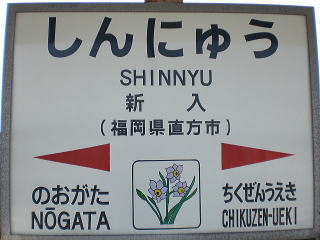 しんにゅう
SHINNYU
新入
(福岡県直方市)
のおがた ちくぜんうえき
NŌGATA CHIKUZEN-UEKI